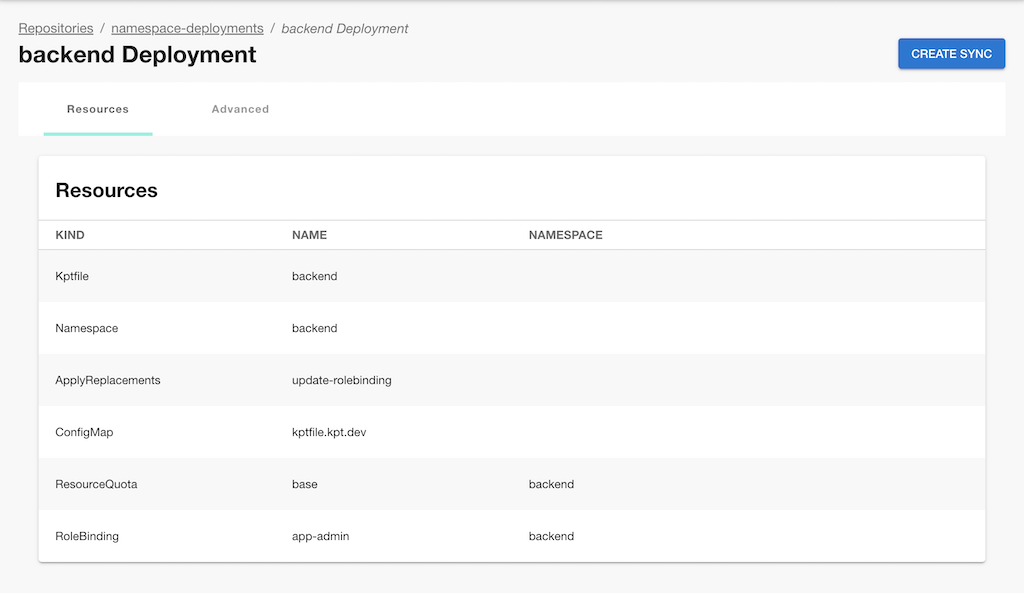 Repositories / namespace-deployments / backend Deployment
backend Deployment
CREATE SYNC
Resources Advanced
Resources
KIND NAME NAMESPACE
Kptfile backend
Namespace backend
ApplyReplacements update-rolebinding
ConfigMap kptfile.kpt.dev
ResourceQuota base backend
RoleBinding app-admin backend